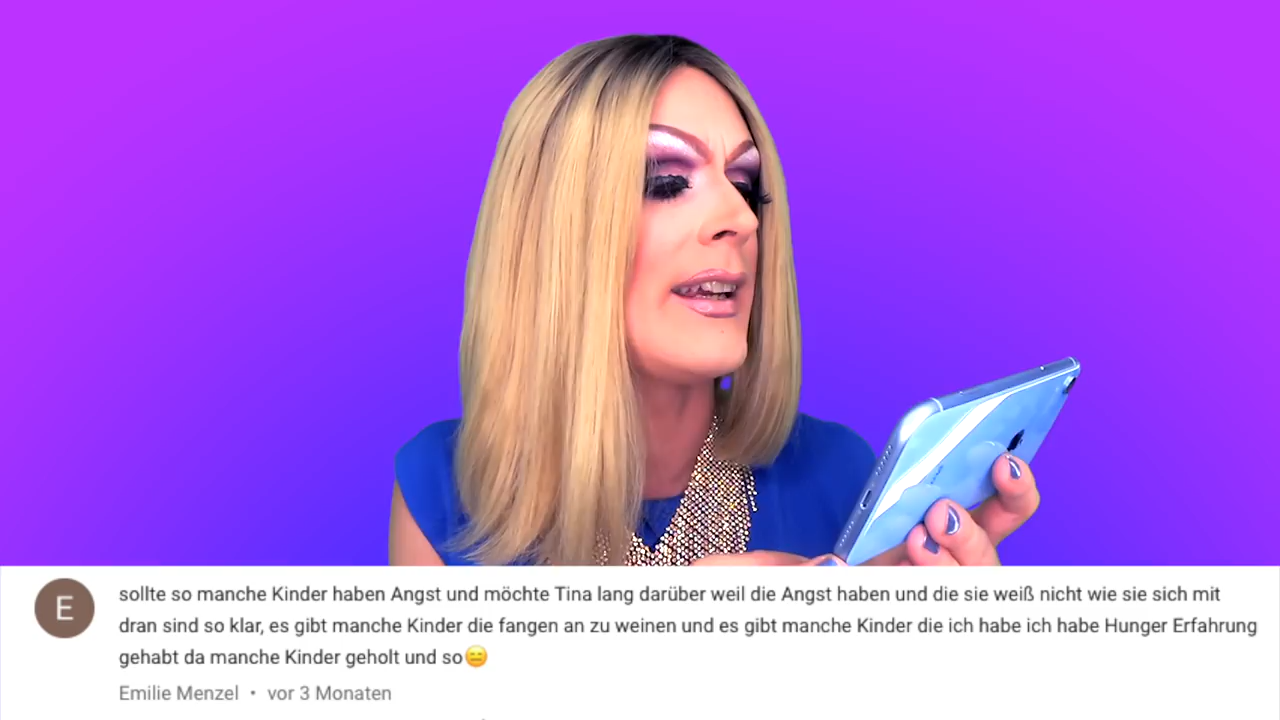 E
sollte so manche Kinder haben Angst und möchte Tina lang darüber weil die Angst haben und die sie weiß nicht wie sie sich mit
dran sind so klar, es gibt manche Kinder die fangen an zu weinen und es gibt manche Kinder die ich habe ich habe Hunger Erfahrung
gehabt da manche Kinder geholt und so😑
Emilie Menzel • vor 3 Monaten